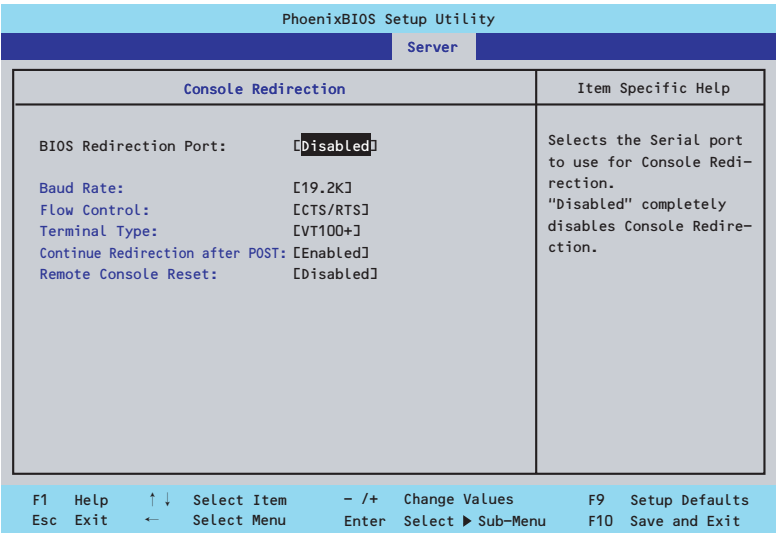 PhoenixBIOS Setup Utility
Server
Console Redirection
Item Specific Help
BIOS Redirection Port: [Disabled]
Baud Rate: [19.2K]
Flow Control: [CTS/RTS]
Terminal Type: [VT100+]
Continue Redirection after POST: [Enabled]
Remote Console Reset: [Disabled]
Selects the Serial port
to use for Console Redi-
rection.
"Disabled" completely
disables Console Redire-
ction.
F1 Help ↑↓ Select Item - /+ Change Values F9 Setup Defaults
Esc Exit ← Select Menu Enter Select ▶ Sub-Menu F10 Save and Exit